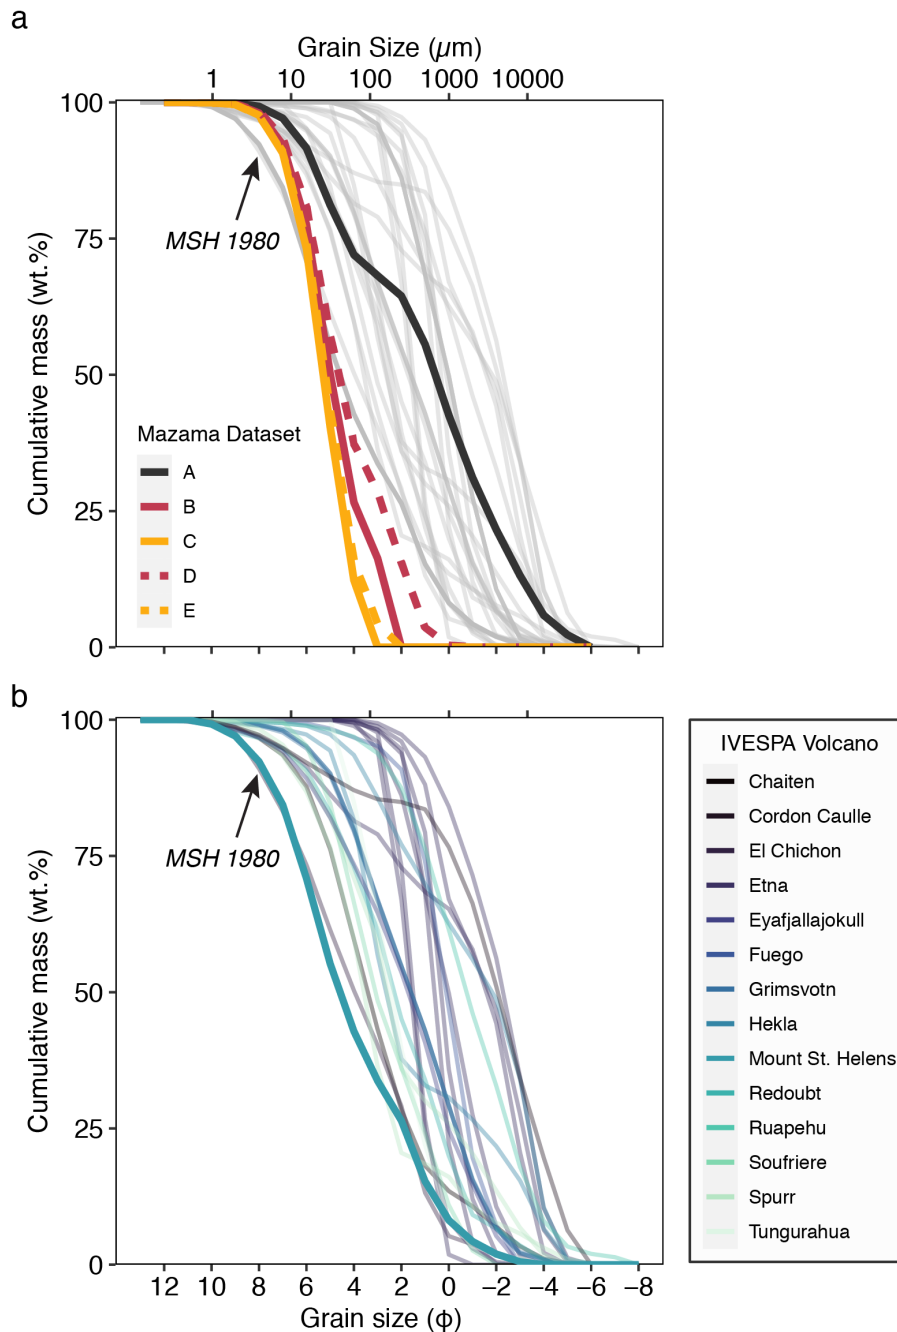 a
Grain Size (µm)
1 10 100 1000 10000
100
75
50
25
0
Cumulative mass (wt.%)
MSH 1980
Mazama Dataset
A
B
C
D
E
b
100
75
50
25
0
Cumulative mass (wt.%)
MSH 1980
12 10 8 6 4 2 0 −2 −4 −6 −8
Grain size (ϕ)
IVESPA Volcano
Chaiten
Cordon Caulle
El Chichon
Etna
Eyafjallajokull
Fuego
Grimsvotn
Hekla
Mount St. Helens
Redoubt
Ruapehu
Soufriere
Spurr
Tungurahua